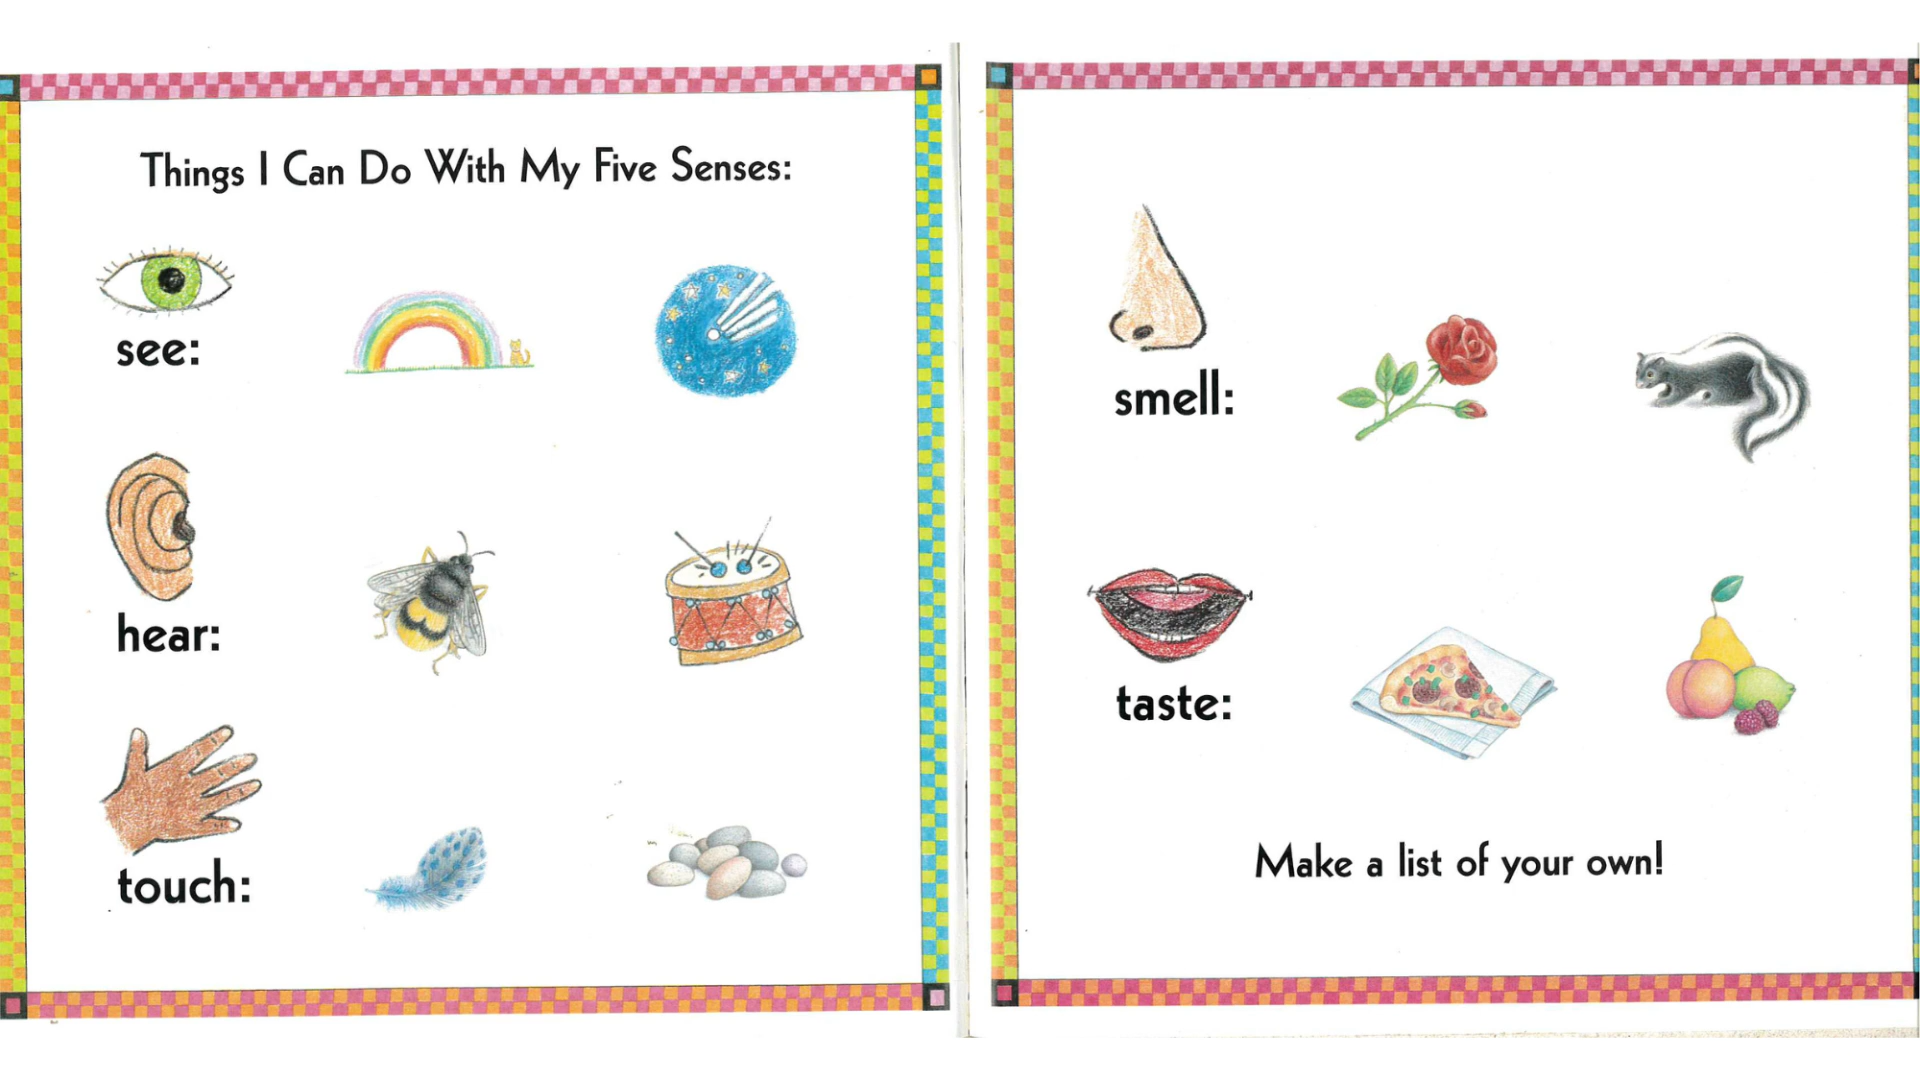 Things I Can Do With My Five Senses:
see:
hear:
touch:
smell:
taste:
Make a list of your own!